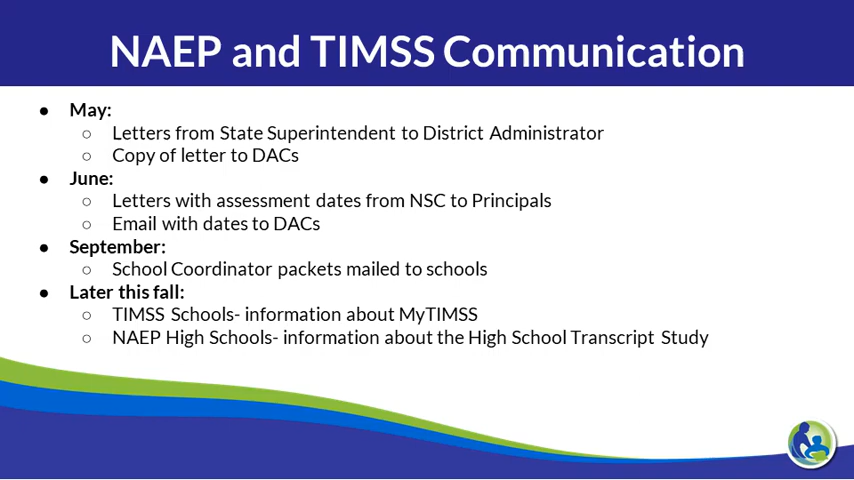 NAEP and TIMSS Communication
● May:
○ Letters from State Superintendent to District Administrator
○ Copy of letter to DACs
● June:
○ Letters with assessment dates from NSC to Principals
○ Email with dates to DACs
● September:
○ School Coordinator packets mailed to schools
● Later this fall:
○ TIMSS Schools- information about MyTIMSS
○ NAEP High Schools- information about the High School Transcript Study